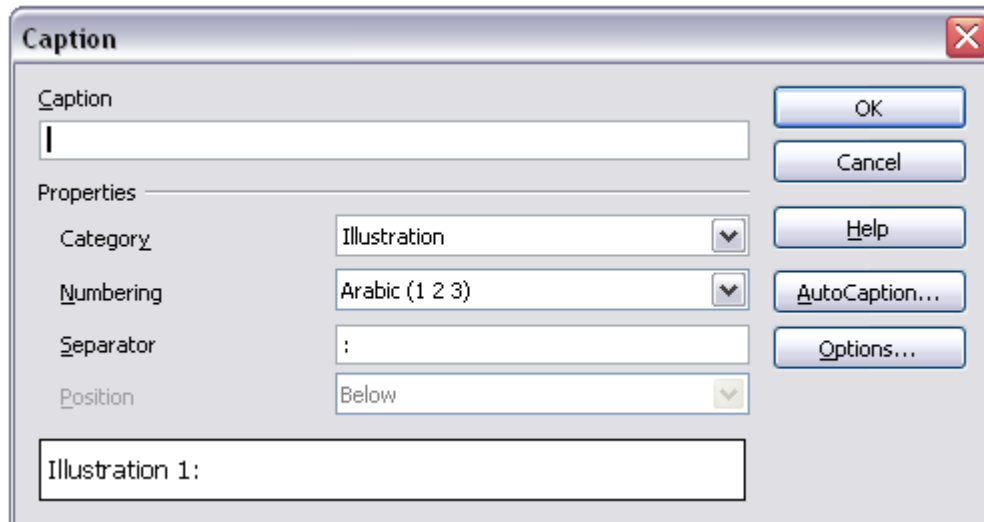 Caption
Caption
OK
Cancel
Properties
Category Illustration
Help
Numbering Arabic (1 2 3)
AutoCaption...
Separator :
Options...
Position Below
Illustration 1: